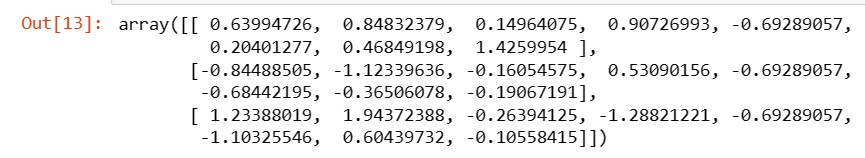 Out[13]: array([[ 0.63994726,  0.84832379,  0.14964075,  0.90726993, -0.69289057,
0.20401277,  0.46849198,  1.4259954 ],
[-0.84488505, -1.12339636, -0.16054575,  0.53090156, -0.69289057,
-0.68442195, -0.36506078, -0.19067191],
[ 1.23388019,  1.94372388, -0.26394125, -1.28821221, -0.69289057,
-1.10325546,  0.60439732, -0.10558415]])